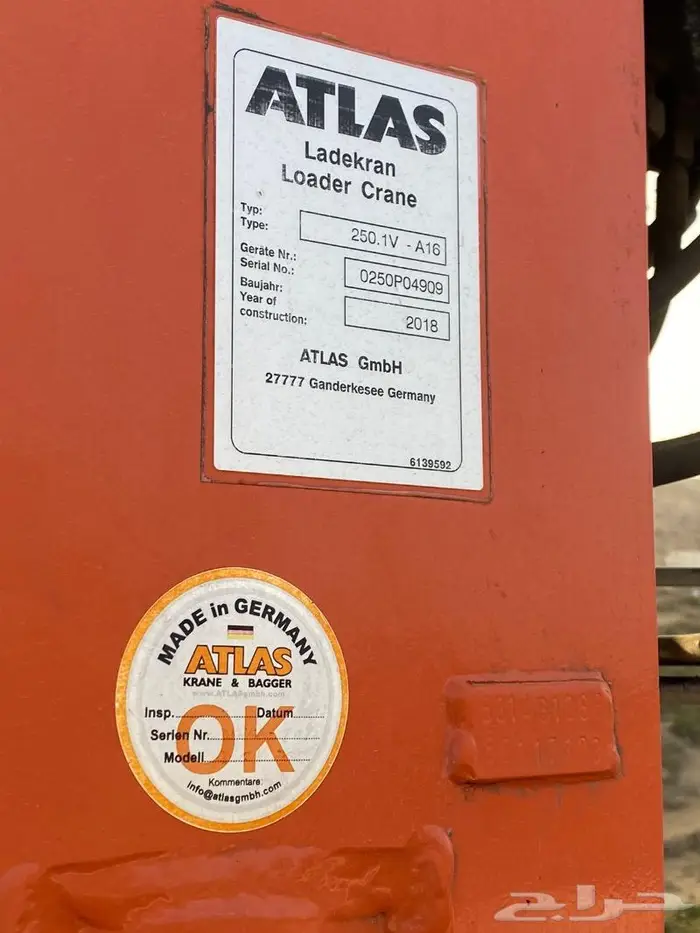 ATLAS
Ladekran
Loader Crane
Typ:
Type: 250.1V - A16
Geräte Nr.:
Serial No.: 0250P04909
Baujahr:
Year of
construction: 2018
ATLAS GmbH
27777 Ganderkesee Germany
6139592
MADE in GERMANY
ATLAS
KRANE & BAGGER
www.ATLASgmbh.com
OK
Insp. Datum
Serien Nr.
Modell
Kommentare:
info@atlasgmbh.com
حراج